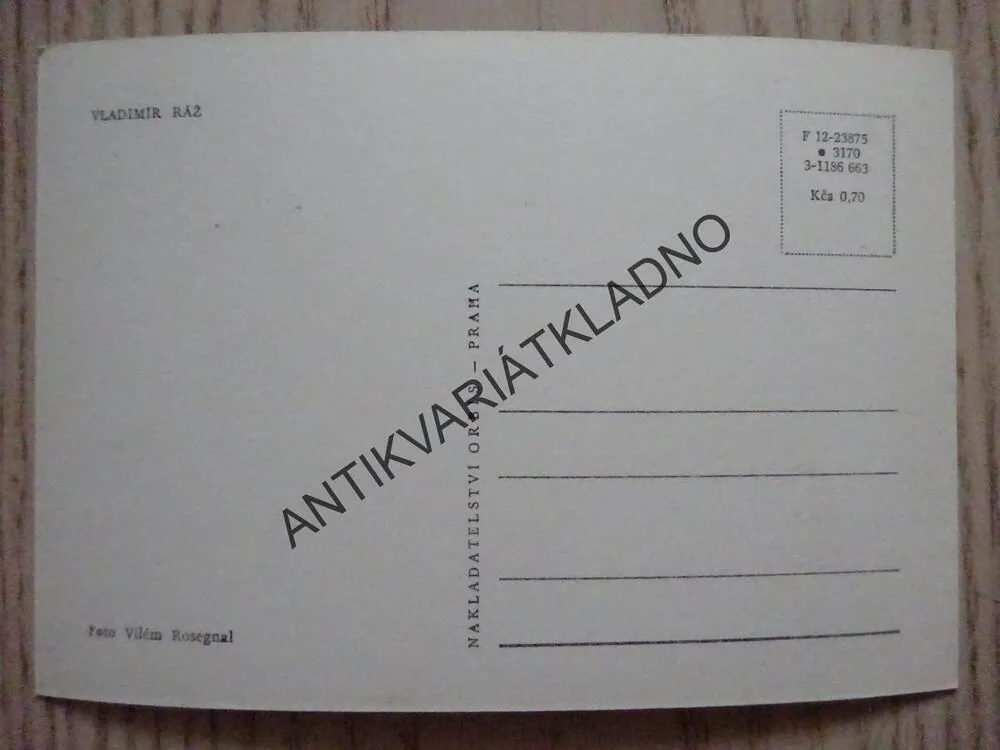 VLADIMÍR RÁŽ
F 12-23875
• 3170
3-1186 663
Kčs 0,70
NAKLADATELSTVÍ ORBIS – PRAHA
ANTIKVARIÁTKLADNO
Foto Vilém Rosegnal